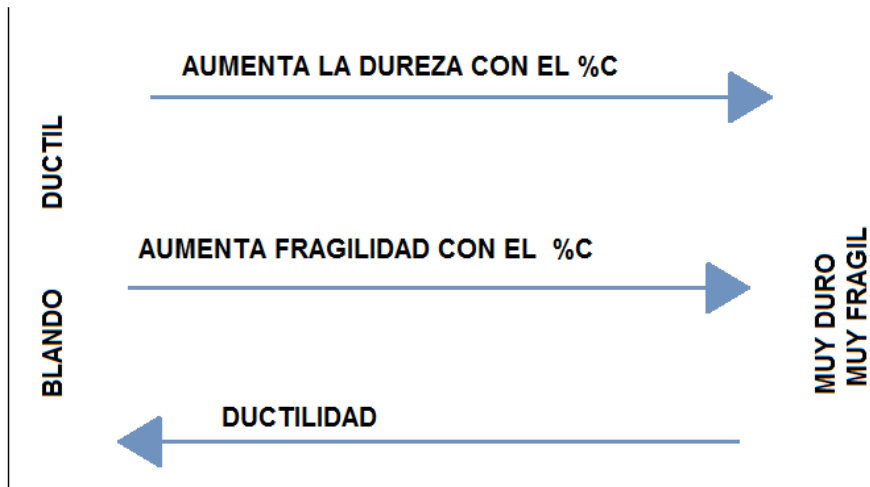 AUMENTA LA DUREZA CON EL %C
DUCTIL
AUMENTA FRAGILIDAD CON EL %C
BLANDO
MUY DURO
MUY FRAGIL
DUCTILIDAD